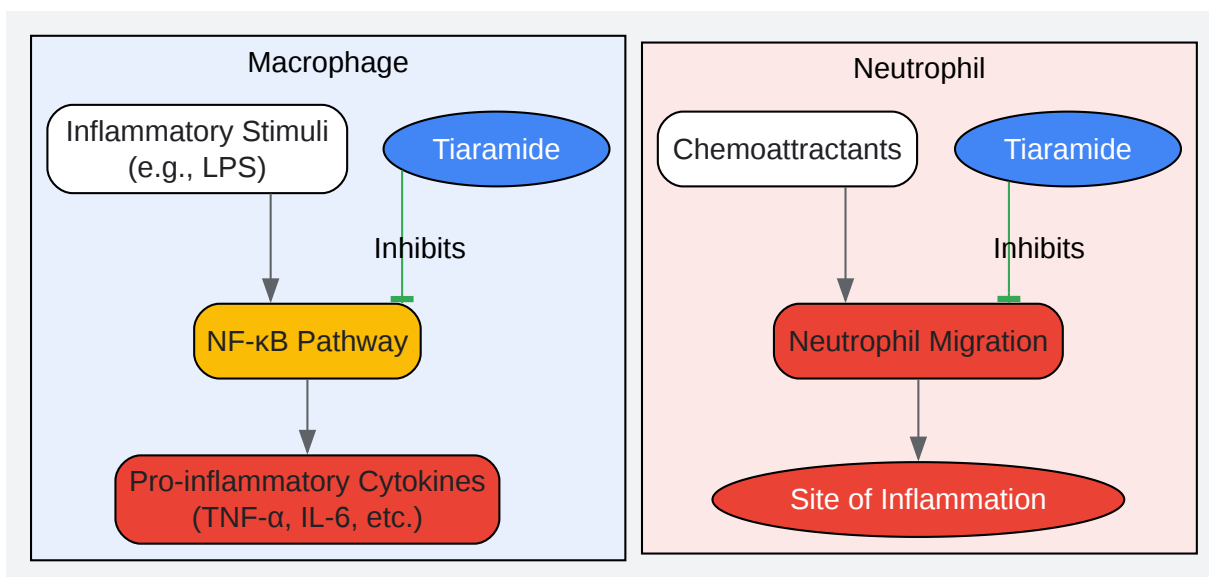 Macrophage
Inflammatory Stimuli
(e.g., LPS)
Tiaramide
Inhibits
NF-κB Pathway
Pro-inflammatory Cytokines
(TNF-α, IL-6, etc.)
Neutrophil
Chemoattractants
Tiaramide
Inhibits
Neutrophil Migration
Site of Inflammation